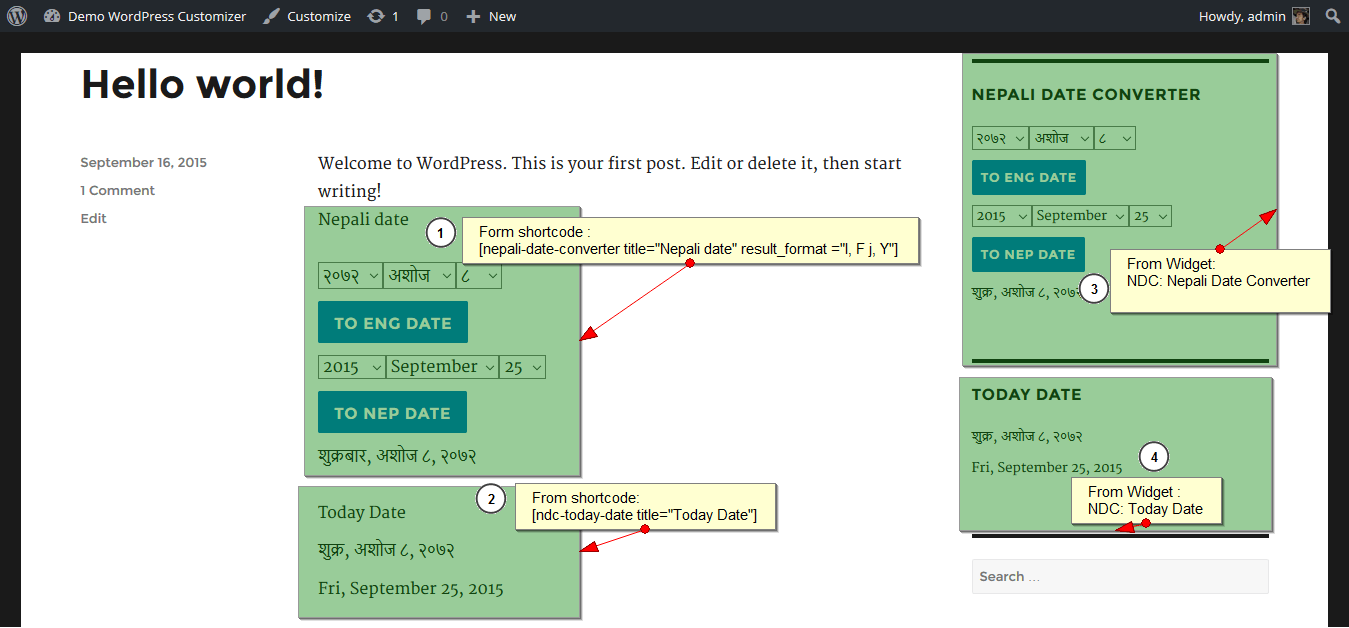 Demo WordPress Customizer Customize 1 0 New Howdy, admin
Hello world!
September 16, 2015
1 Comment
Edit
Welcome to WordPress. This is your first post. Edit or delete it, then start
writing!
Nepali date
1
Form shortcode :
[nepali-date-converter title="Nepali date" result_format ="l, F j, Y"]
२०७२ अशोज ८
TO ENG DATE
2015 September 25
TO NEP DATE
शुक्रबार, अशोज ८, २०७२
2
From shortcode:
[ndc-today-date title="Today Date"]
Today Date
शुक्र, अशोज ८, २०७२
Fri, September 25, 2015
NEPALI DATE CONVERTER
२०७२ अशोज ८
TO ENG DATE
2015 September 25
TO NEP DATE
शुक्र, अशोज ८, २०७२
3
From Widget:
NDC: Nepali Date Converter
TODAY DATE
शुक्र, अशोज ८, २०७२
Fri, September 25, 2015
4
From Widget :
NDC: Today Date
Search ...